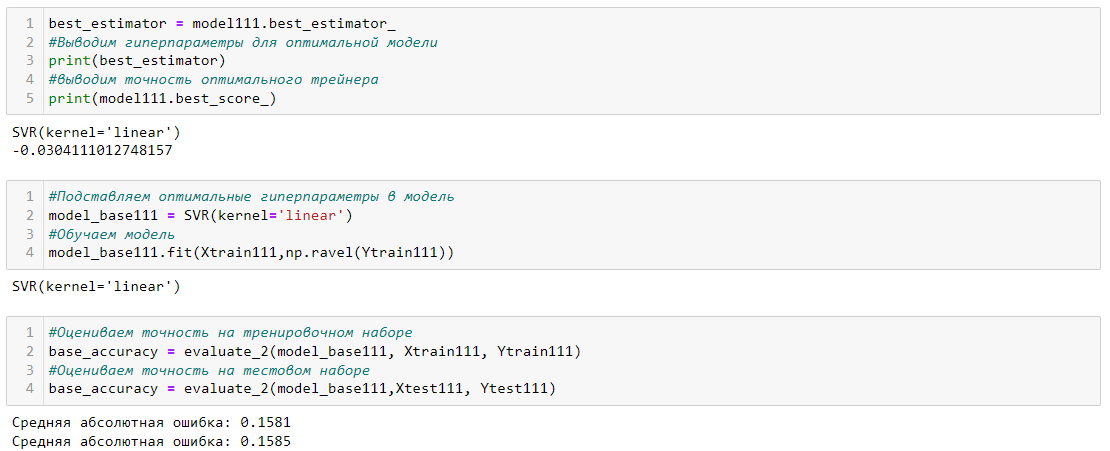 1 best_estimator = model111.best_estimator_
2 #Выводим гиперпараметры для оптимальной модели
3 print(best_estimator)
4 #выводим точность оптимального трейнера
5 print(model111.best_score_)
SVR(kernel='linear')
-0.0304111012748157
1 #Подставляем оптимальные гиперпараметры в модель
2 model_base111 = SVR(kernel='linear')
3 #Обучаем модель
4 model_base111.fit(Xtrain111,np.ravel(Ytrain111))
SVR(kernel='linear')
1 #Оцениваем точность на тренировочном наборе
2 base_accuracy = evaluate_2(model_base111, Xtrain111, Ytrain111)
3 #Оцениваем точность на тестовом наборе
4 base_accuracy = evaluate_2(model_base111,Xtest111, Ytest111)
Средняя абсолютная ошибка: 0.1581
Средняя абсолютная ошибка: 0.1585